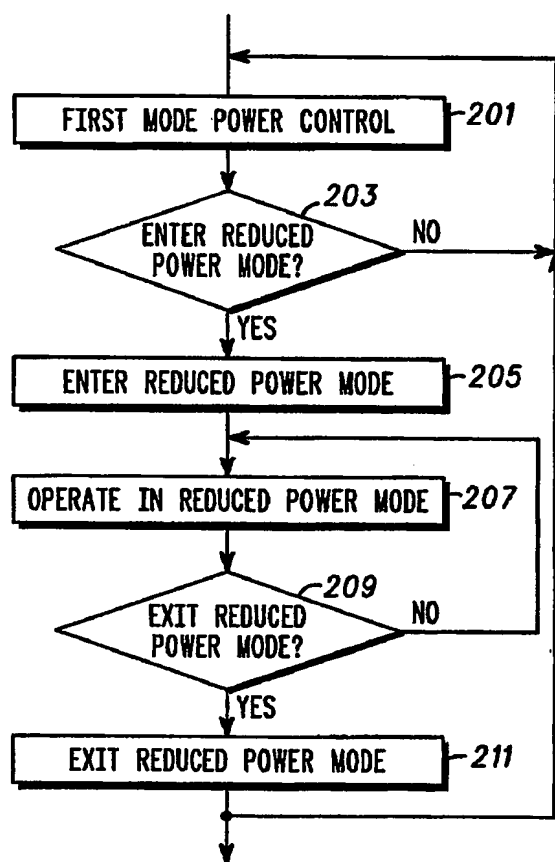 FIRST MODE POWER CONTROL
201
203
ENTER REDUCED
POWER MODE?
NO
YES
ENTER REDUCED POWER MODE
205
OPERATE IN REDUCED POWER MODE
207
209
EXIT REDUCED
POWER MODE?
NO
YES
EXIT REDUCED POWER MODE
211